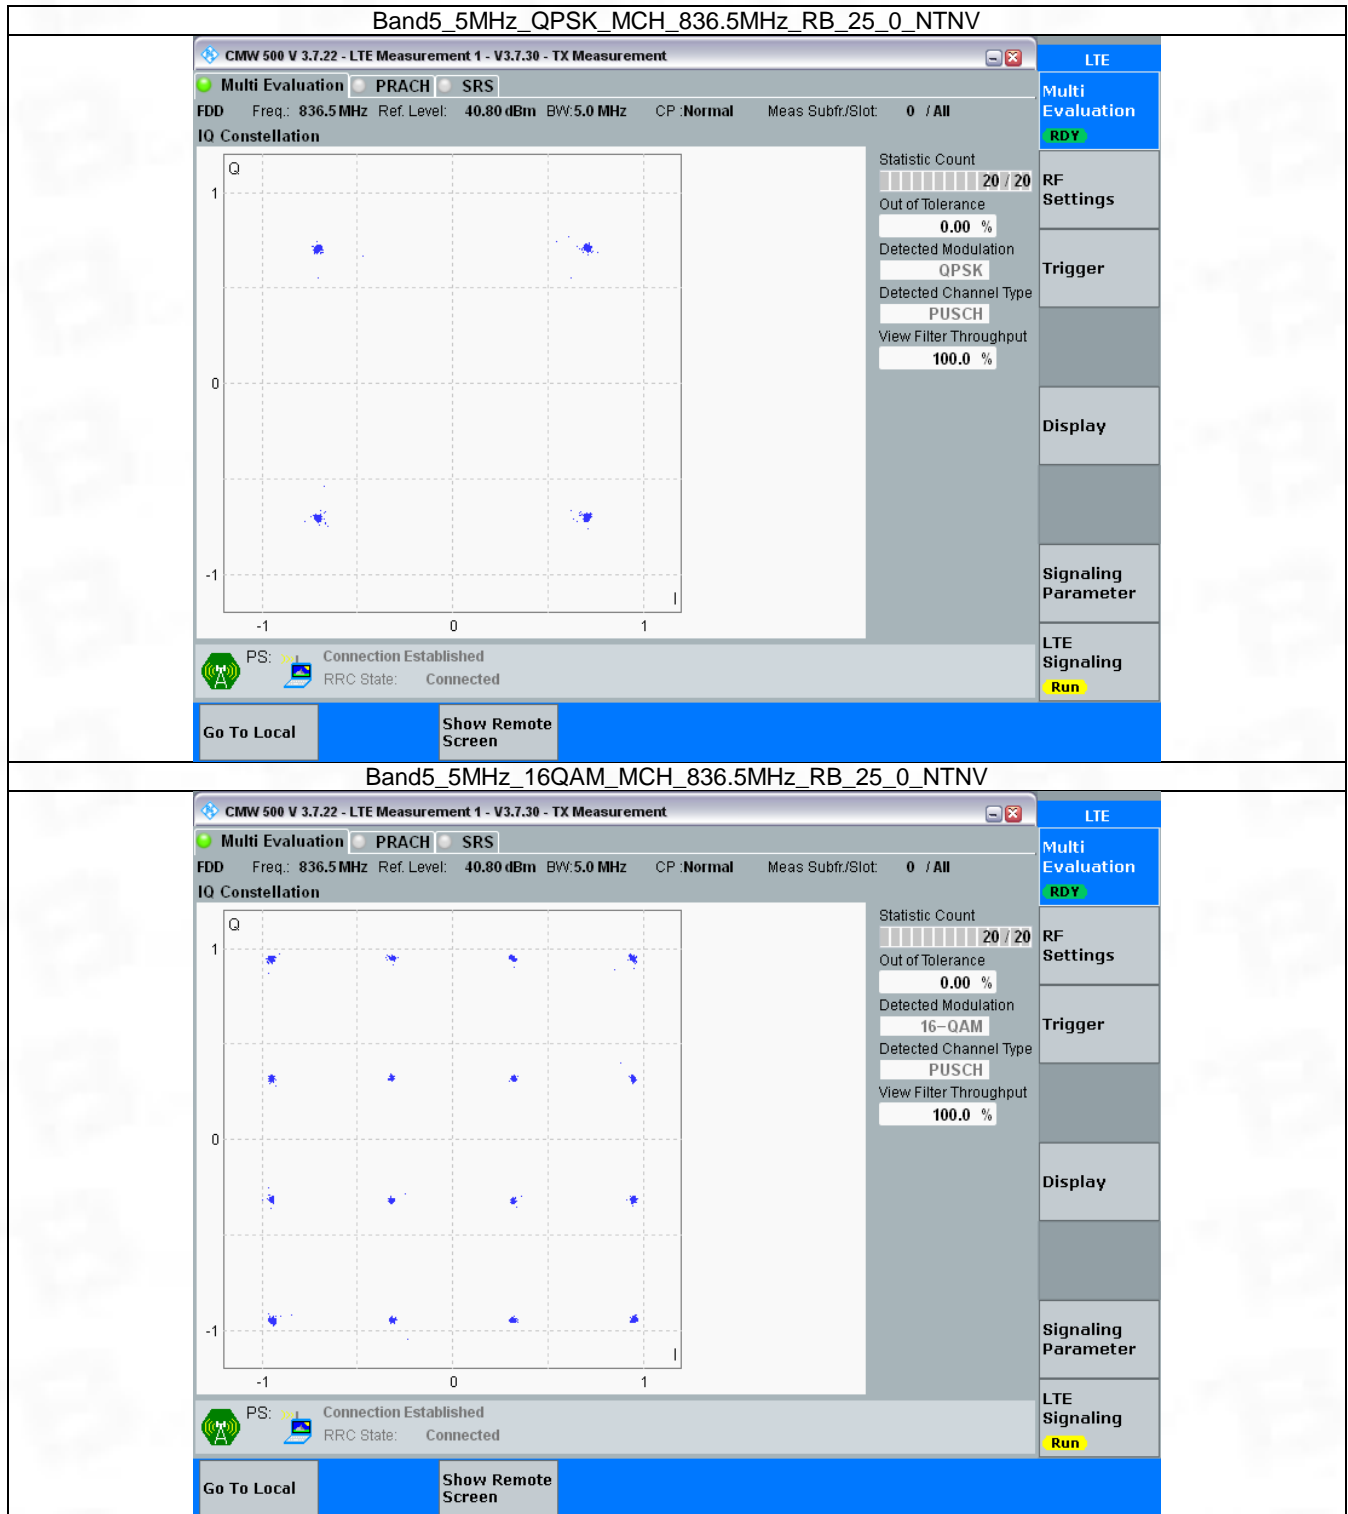 Band5_5MHz_QPSK_MCH_836.5MHz_RB_25_0_NTNV
CMW 500 V 3.7.22 - LTE Measurement 1 - V3.7.30 - TX Measurement
LTE
Multi Evaluation PRACH SRS
Multi
Evaluation
RDY
FDD Freq.: 836.5 MHz Ref. Level: 40.80 dBm BW: 5.0 MHz CP : Normal Meas Subfr./Slot: 0 / All
IQ Constellation
Q
1
0
-1
-1 0 1
I
Statistic Count
20 / 20
Out of Tolerance
0.00 %
Detected Modulation
QPSK
Detected Channel Type
PUSCH
View Filter Throughput
100.0 %
RF
Settings
Trigger
Display
Signaling
Parameter
LTE
Signaling
Run
PS: Connection Established
RRC State: Connected
Go To Local
Show Remote
Screen
Band5_5MHz_16QAM_MCH_836.5MHz_RB_25_0_NTNV
CMW 500 V 3.7.22 - LTE Measurement 1 - V3.7.30 - TX Measurement
LTE
Multi Evaluation PRACH SRS
Multi
Evaluation
RDY
FDD Freq.: 836.5 MHz Ref. Level: 40.80 dBm BW: 5.0 MHz CP : Normal Meas Subfr./Slot: 0 / All
IQ Constellation
Q
1
0
-1
-1 0 1
I
Statistic Count
20 / 20
Out of Tolerance
0.00 %
Detected Modulation
16-QAM
Detected Channel Type
PUSCH
View Filter Throughput
100.0 %
RF
Settings
Trigger
Display
Signaling
Parameter
LTE
Signaling
Run
PS: Connection Established
RRC State: Connected
Go To Local
Show Remote
Screen